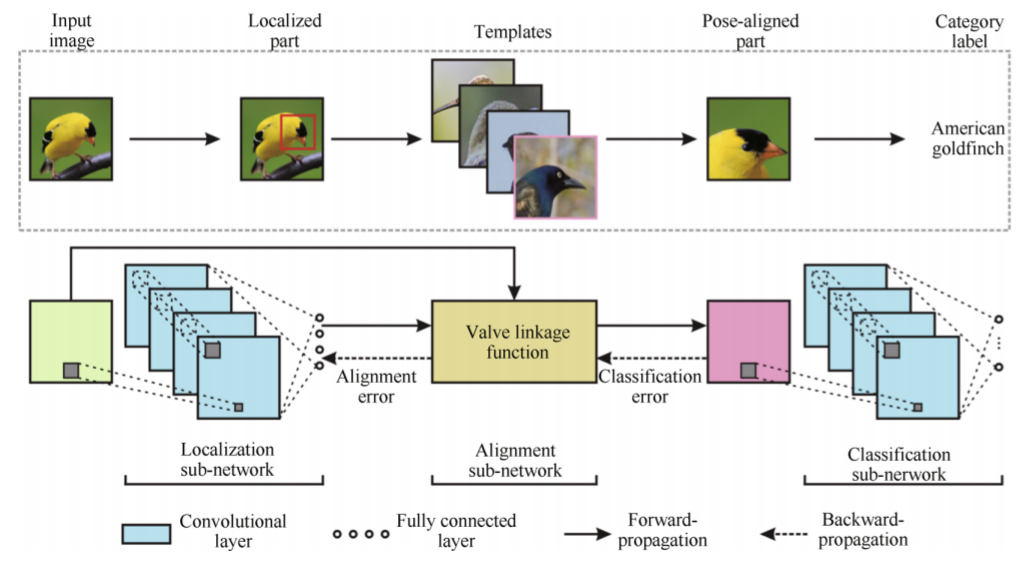 Input
image
Localized
part
Templates
Pose-aligned
part
Category
label
American
goldfinch
Valve linkage
function
Alignment
error
Classification
error
Localization
sub-network
Alignment
sub-network
Classification
sub-nerwork
Convolutional
layer
Fully connected
layer
Forward-
propagation
Backward-
propagation